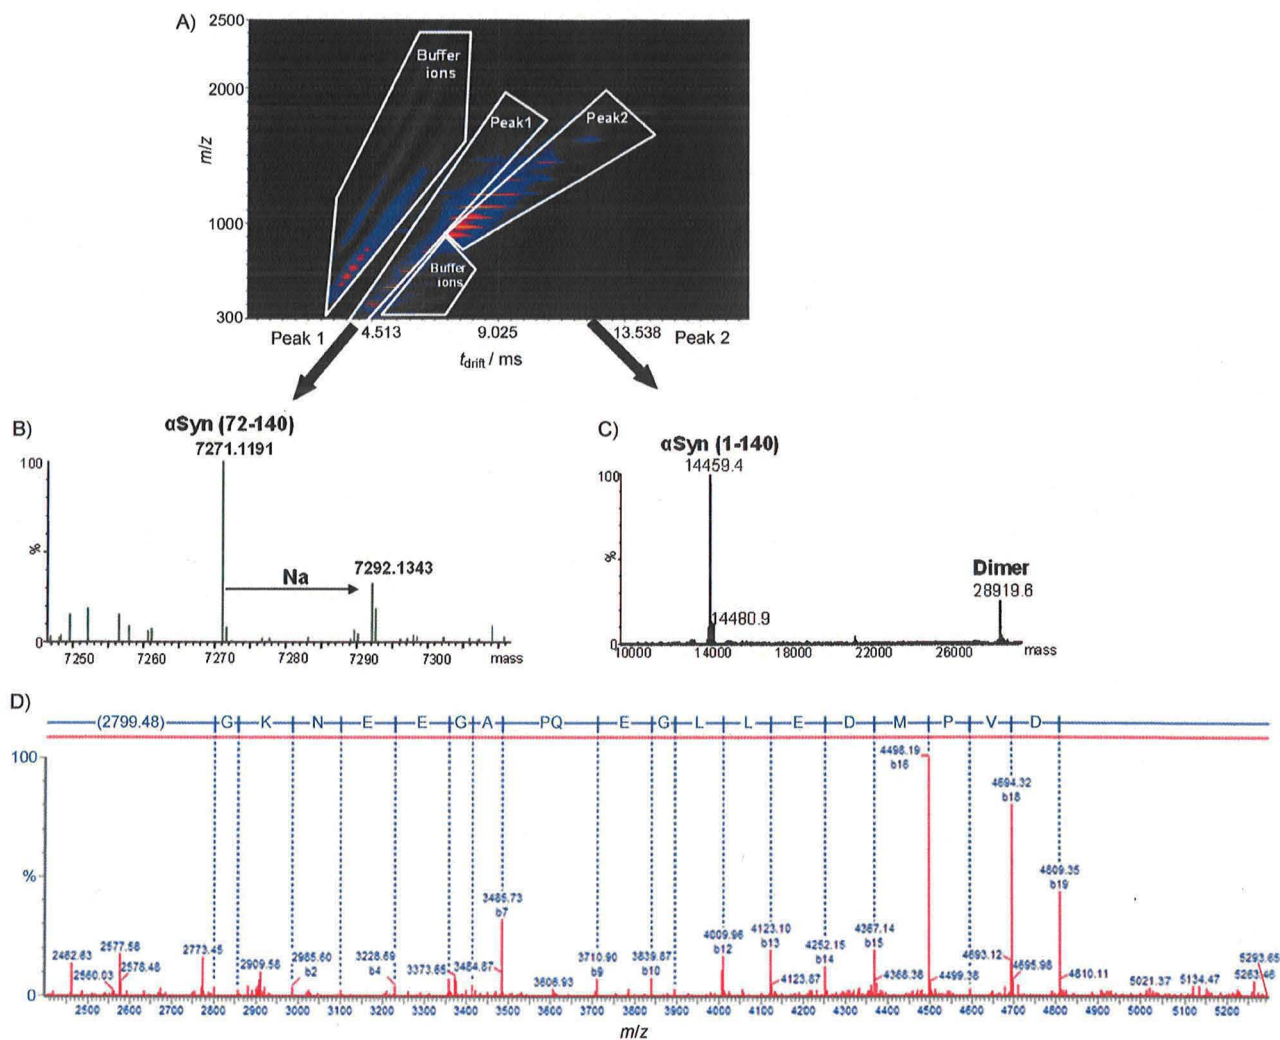 A)
2500
2000
1000
300
m/z
Buffer
ions
Peak1
Peak2
Buffer
ions
Peak 1
4.513
9.025
13.538
Peak 2
tdrift / ms
B)
αSyn (72-140)
7271.1191
100
%
0
Na
7292.1343
7250
7260
7270
7280
7290
7300
mass
C)
αSyn (1-140)
14459.4
100
%
0
14480.9
Dimer
28919.6
10000
14000
18000
22000
26000
mass
D)
(2799.48) G K N E E G A PQ E G L L E D M P V D
100
%
0
2462.63
2560.03
2577.58
2578.48
2773.45
2909.58
2985.60
b2
3228.69
b4
3373.65
3484.87
3485.73
b7
3606.93
3710.90
b9
3839.87
b10
4009.96
b12
4123.10
b13
4123.87
4252.15
b14
4367.14
b15
4368.38
4498.19
b16
4499.38
4693.12
4694.32
b18
4695.98
4809.35
b19
4810.11
5021.37
5134.47
5293.65
5263.46
2500 2600 2700 2800 2900 3000 3100 3200 3300 3400 3500 3600 3700 3800 3900 4000 4100 4200 4300 4400 4500 4600 4700 4800 4900 5000 5100 5200
m/z